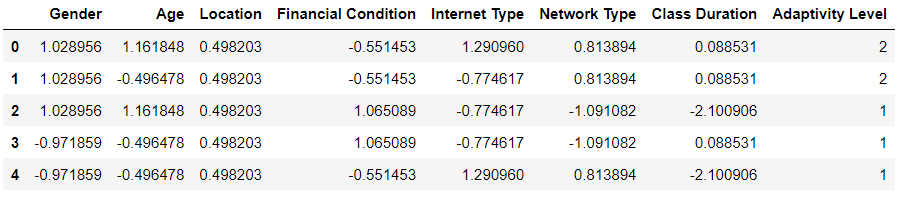 Gender Age Location Financial Condition Internet Type Network Type Class Duration Adaptivity Level
0 1.028956 1.161848 0.498203 -0.551453 1.290960 0.813894 0.088531 2
1 1.028956 -0.496478 0.498203 -0.551453 -0.774617 0.813894 0.088531 2
2 1.028956 1.161848 0.498203 1.065089 -0.774617 -1.091082 -2.100906 1
3 -0.971859 -0.496478 0.498203 1.065089 -0.774617 -1.091082 0.088531 1
4 -0.971859 -0.496478 0.498203 -0.551453 1.290960 0.813894 -2.100906 1